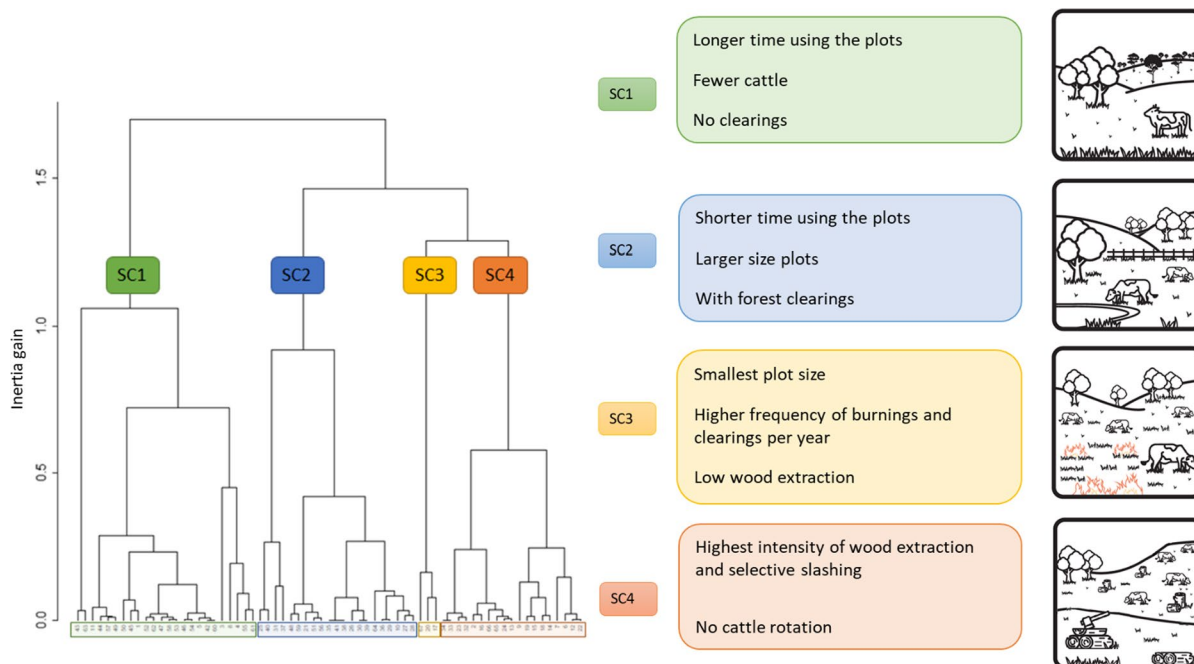 Inertia gain
1.5
1.0
0.5
0.0
SC1
SC2
SC3
SC4
SC1
Longer time using the plots
Fewer cattle
No clearings
SC2
Shorter time using the plots
Larger size plots
With forest clearings
SC3
Smallest plot size
Higher frequency of burnings and
clearings per year
Low wood extraction
SC4
Highest intensity of wood extraction
and selective slashing
No cattle rotation